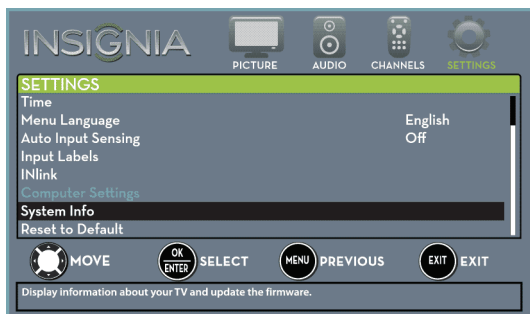 INSIGNIA
PICTURE AUDIO CHANNELS SETTINGS
SETTINGS
Time
Menu Language English
Auto Input Sensing Off
Input Labels
INlink
Computer Settings
System Info
Reset to Default
MOVE OK ENTER SELECT MENU PREVIOUS EXIT EXIT
Display information about your TV and update the firmware.